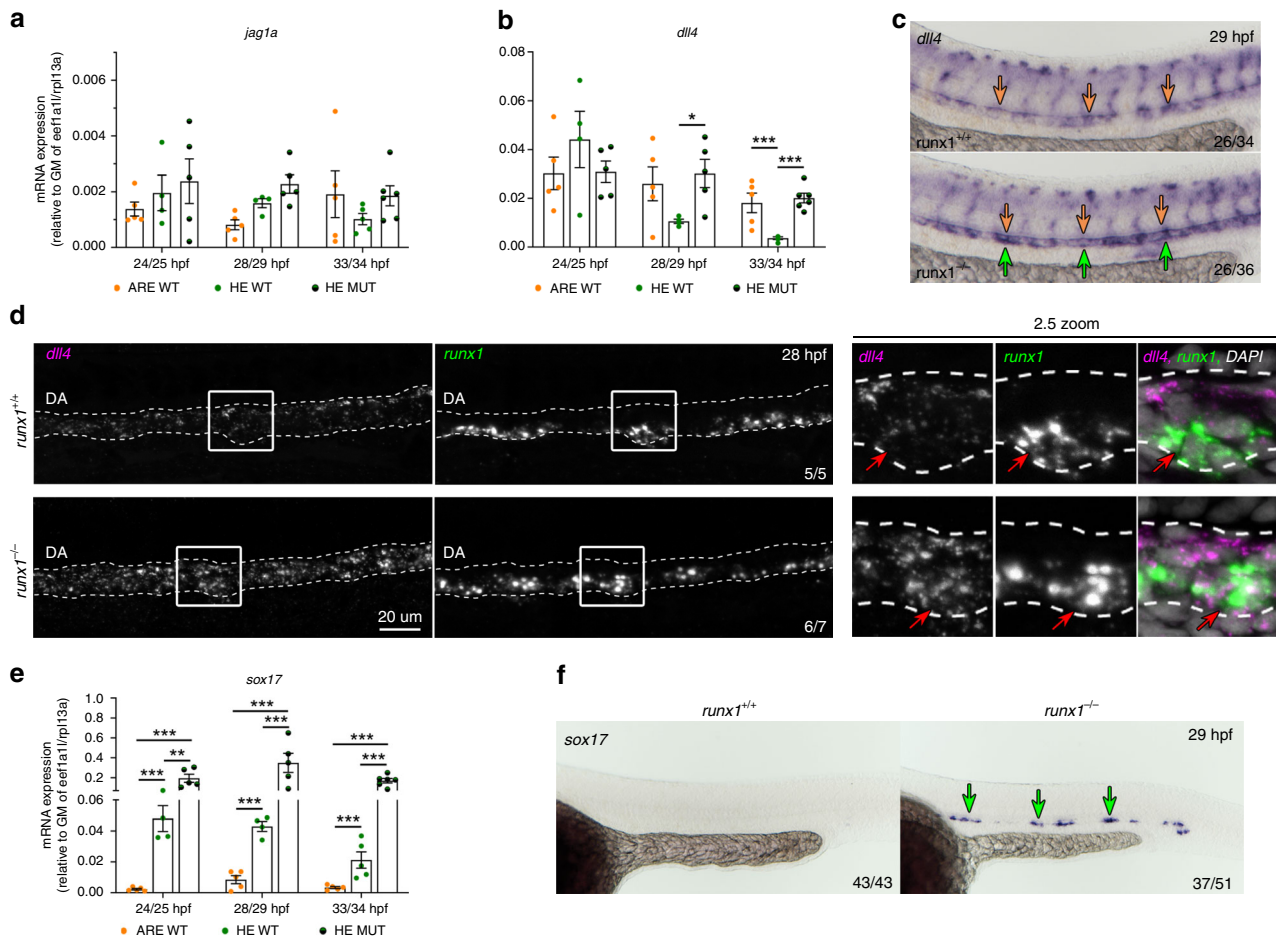 a
jag1a
mRNA expression
(relative to GM of eef1a1l/rpl13a)
0.006
0.004
0.002
0.000
24/25 hpf
28/29 hpf
33/34 hpf
ARE WT
HE WT
HE MUT
b
dll4
0.08
0.06
0.04
0.02
0.00
*
***
***
24/25 hpf
28/29 hpf
33/34 hpf
ARE WT
HE WT
HE MUT
c
dll4
29 hpf
runx1+/+
26/34
runx1–/–
26/36
d
2.5 zoom
runx1+/+
dll4
DA
runx1
28 hpf
5/5
dll4
runx1
dll4, runx1, DAPI
runx1–/–
DA
20 um
DA
6/7
DA
e
sox17
mRNA expression
(relative to GM of eef1a1l/rpl13a)
1.0
0.8
0.6
0.4
0.2
0.06
0.04
0.02
0.00
***
**
***
***
***
***
***
***
***
24/25 hpf
28/29 hpf
33/34 hpf
ARE WT
HE WT
HE MUT
f
runx1+/+
runx1–/–
sox17
29 hpf
43/43
37/51